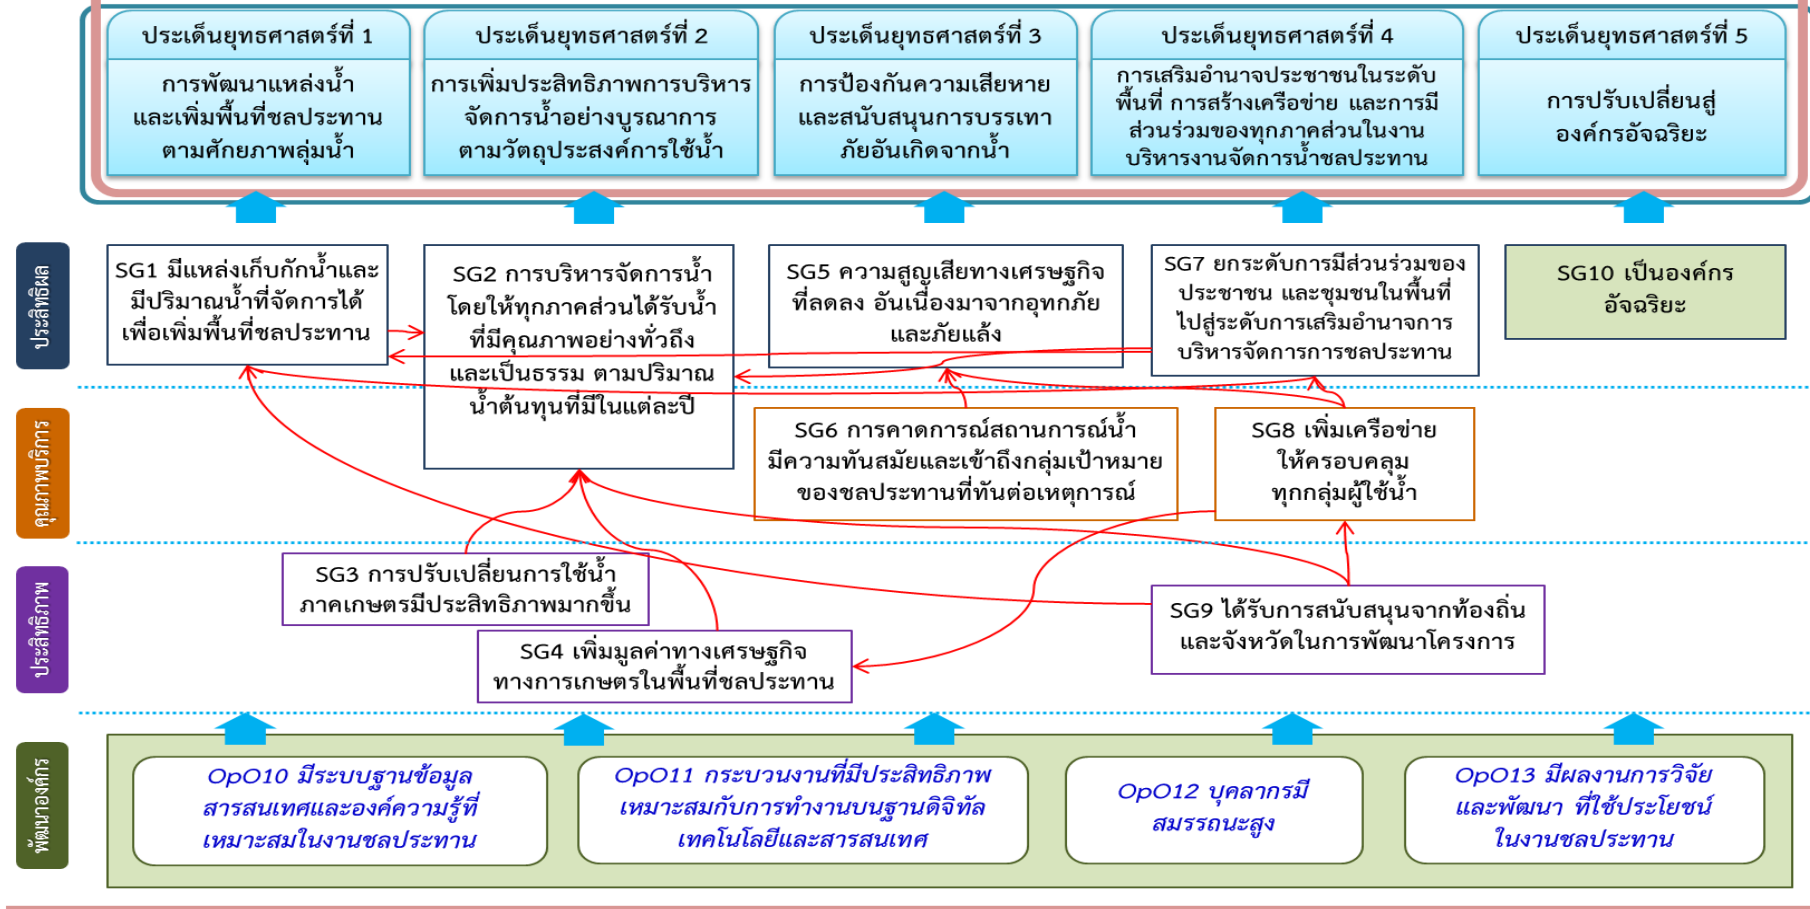 ประเด็นยุทธศาสตร์ที่ 1
การพัฒนาแหล่งน้ำ
และเพิ่มพื้นที่ชลประทาน
ตามศักยภาพลุ่มน้ำ
ประเด็นยุทธศาสตร์ที่ 2
การเพิ่มประสิทธิภาพการบริหาร
จัดการน้ำอย่างบูรณาการ
ตามวัตถุประสงค์การใช้น้ำ
ประเด็นยุทธศาสตร์ที่ 3
การป้องกันความเสียหาย
และสนับสนุนการบรรเทา
ภัยอันเกิดจากน้ำ
ประเด็นยุทธศาสตร์ที่ 4
การเสริมอำนาจประชาชนในระดับ
พื้นที่ การสร้างเครือข่าย และการมี
ส่วนร่วมของทุกภาคส่วนในงาน
บริหารงานจัดการน้ำชลประทาน
ประเด็นยุทธศาสตร์ที่ 5
การปรับเปลี่ยนสู่
องค์กรอัจฉริยะ
ประสิทธิผล
SG1 มีแหล่งเก็บกักน้ำและ
มีปริมาณน้ำที่จัดการได้
เพื่อเพิ่มพื้นที่ชลประทาน
SG2 การบริหารจัดการน้ำ
โดยให้ทุกภาคส่วนได้รับน้ำ
ที่มีคุณภาพอย่างทั่วถึง
และเป็นธรรม ตามปริมาณ
น้ำต้นทุนที่มีในแต่ละปี
SG5 ความสูญเสียทางเศรษฐกิจ
ที่ลดลง อันเนื่องมาจากอุทกภัย
และภัยแล้ง
SG7 ยกระดับการมีส่วนร่วมของ
ประชาชน และชุมชนในพื้นที่
ไปสู่ระดับการเสริมอำนาจการ
บริหารจัดการการชลประทาน
SG10 เป็นองค์กร
อัจฉริยะ
คุณภาพบริการ
SG6 การคาดการณ์สถานการณ์น้ำ
มีความทันสมัยและเข้าถึงกลุ่มเป้าหมาย
ของชลประทานที่ทันต่อเหตุการณ์
SG8 เพิ่มเครือข่าย
ให้ครอบคลุม
ทุกกลุ่มผู้ใช้น้ำ
ประสิทธิภาพ
SG3 การปรับเปลี่ยนการใช้น้ำ
ภาคเกษตรมีประสิทธิภาพมากขึ้น
SG4 เพิ่มมูลค่าทางเศรษฐกิจ
ทางการเกษตรในพื้นที่ชลประทาน
SG9 ได้รับการสนับสนุนจากท้องถิ่น
และจังหวัดในการพัฒนาโครงการ
พัฒนาองค์กร
OpO10 มีระบบฐานข้อมูล
สารสนเทศและองค์ความรู้ที่
เหมาะสมในงานชลประทาน
OpO11 กระบวนงานที่มีประสิทธิภาพ
เหมาะสมกับการทำงานบนฐานดิจิทัล
เทคโนโลยีและสารสนเทศ
OpO12 บุคลากรมี
สมรรถนะสูง
OpO13 มีผลงานการวิจัย
และพัฒนา ที่ใช้ประโยชน์
ในงานชลประทาน